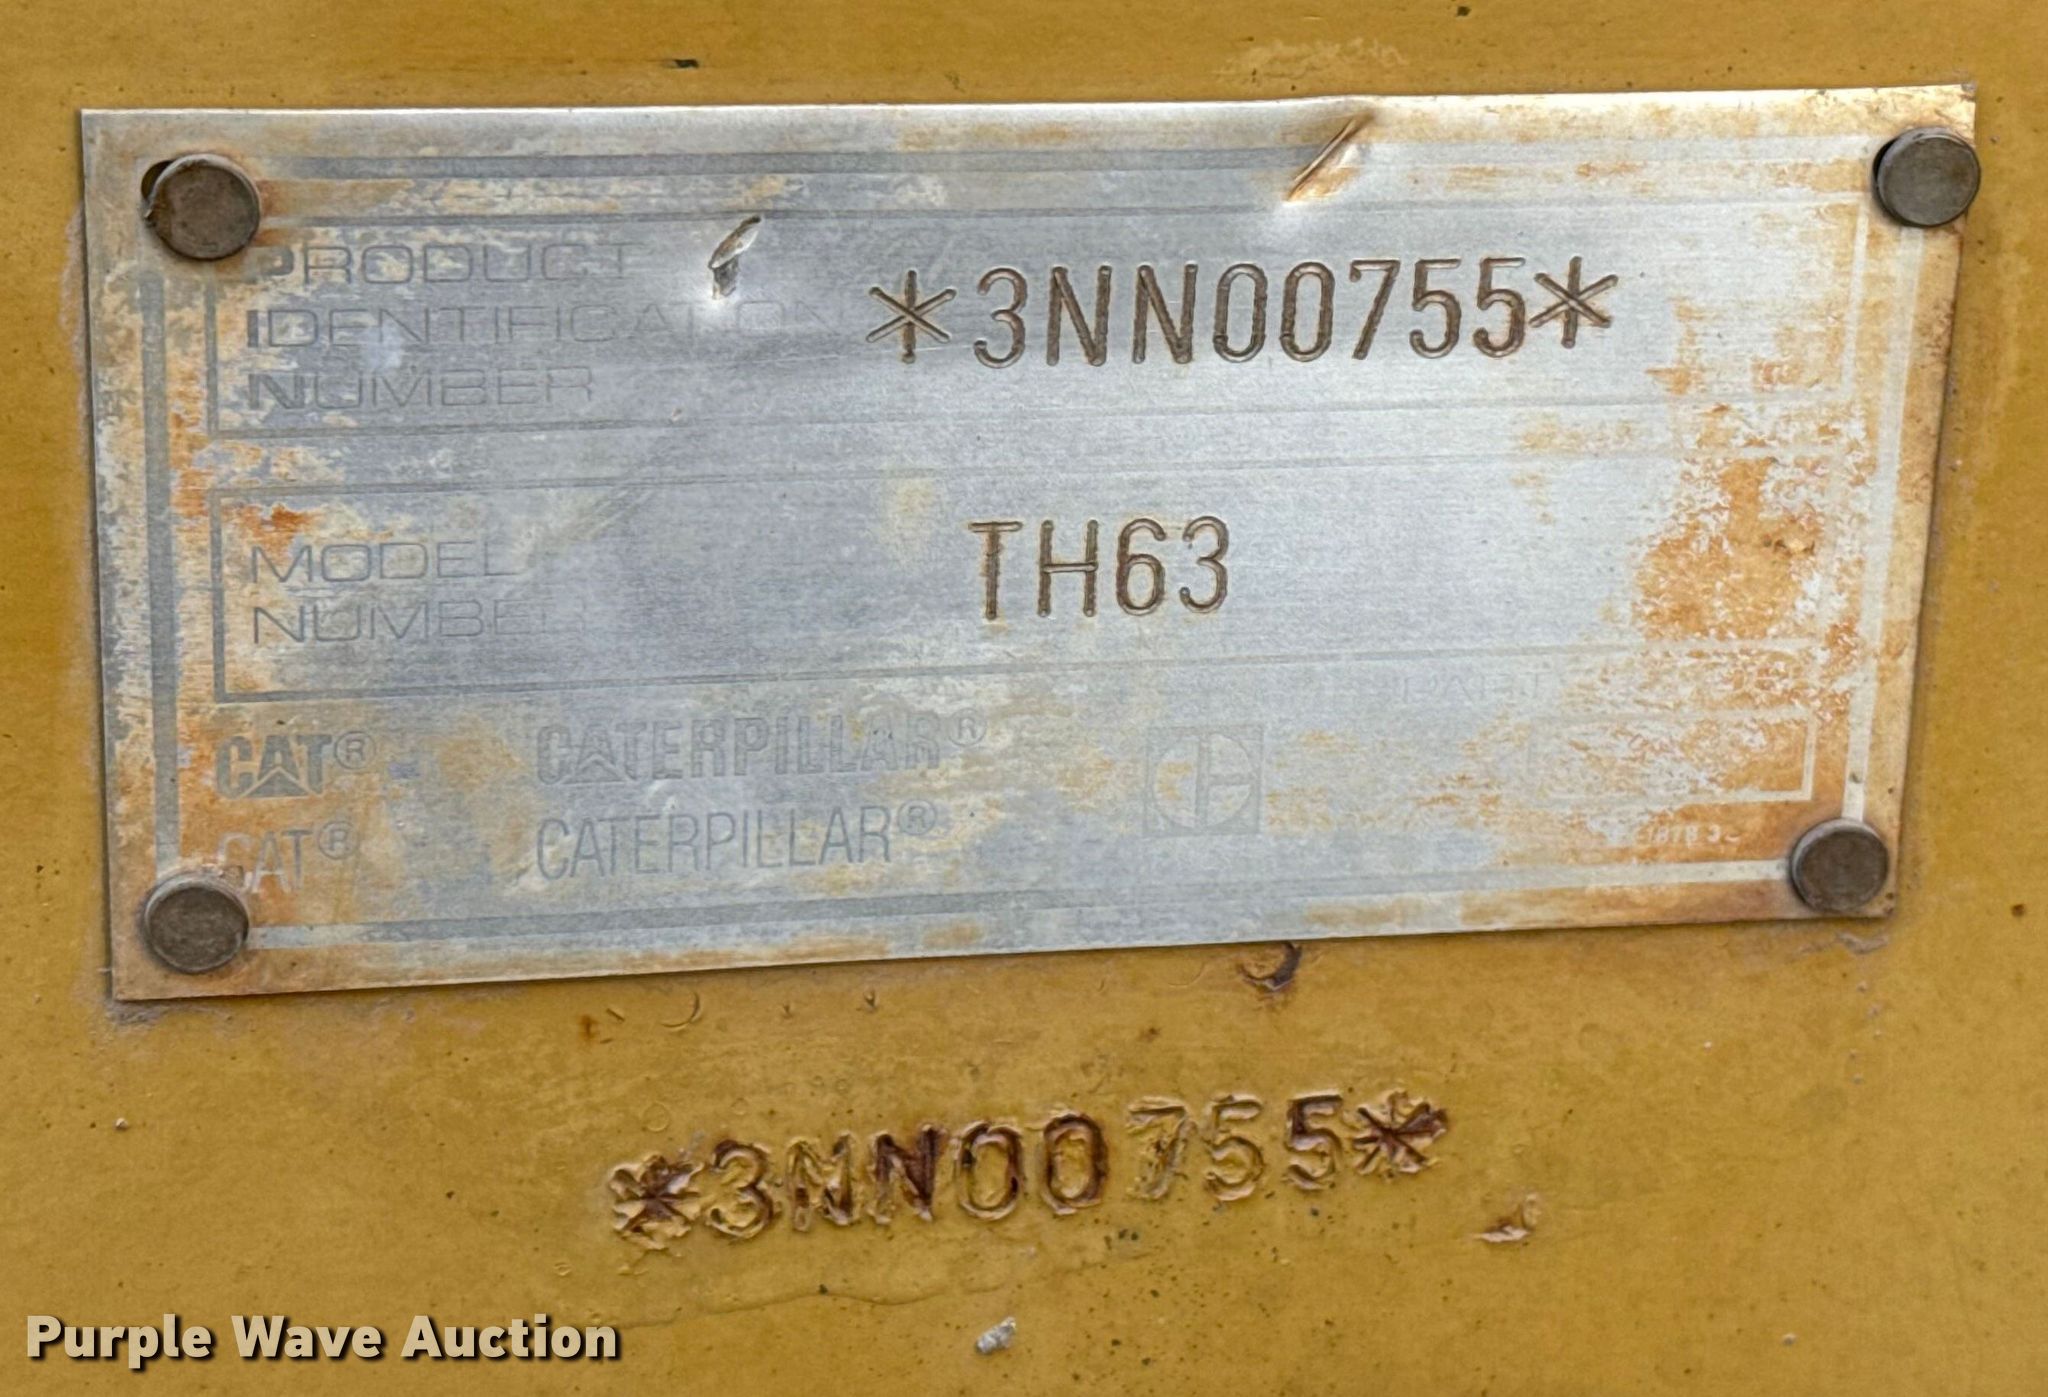 PRODUCT
IDENTIFICATION
NUMBER
*3NN00755*
MODEL
NUMBER
TH63
CAT® CATERPILLAR®
CAT® CATERPILLAR®
*3NN00755*
Purple Wave Auction